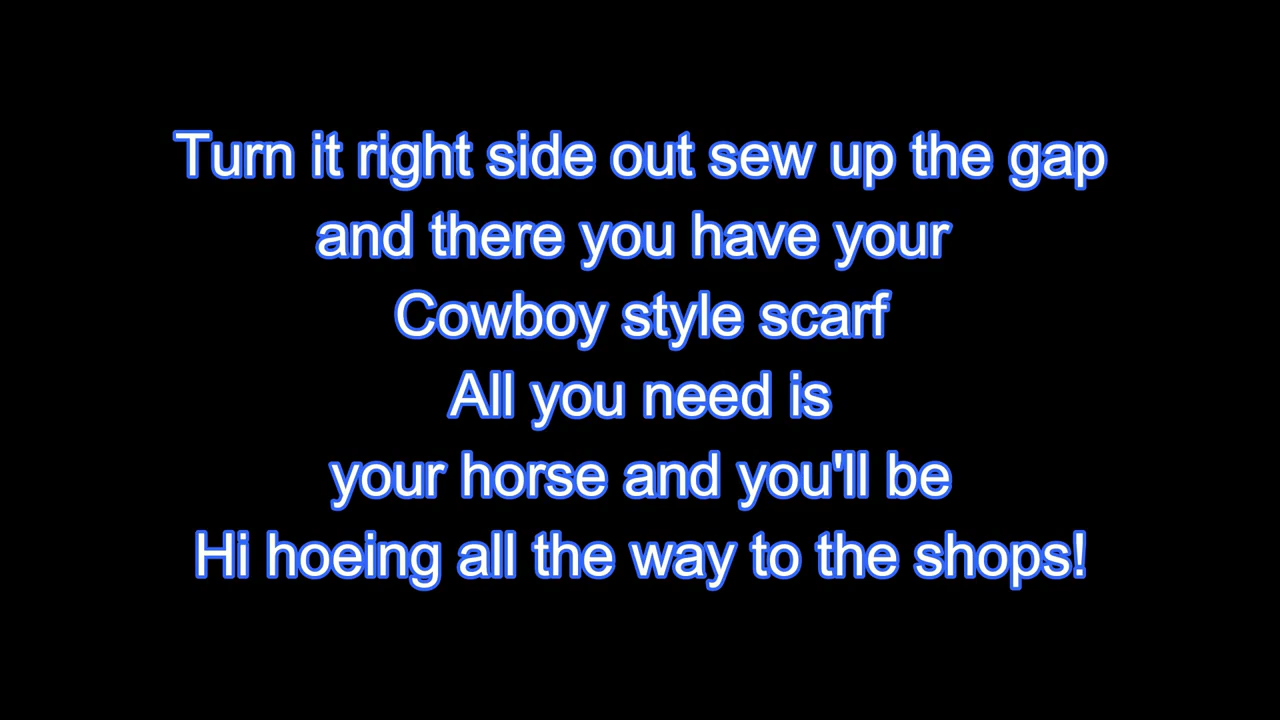 Turn it right side out sew up the gap
and there you have your
Cowboy style scarf
All you need is
your horse and you'll be
Hi hoeing all the way to the shops!